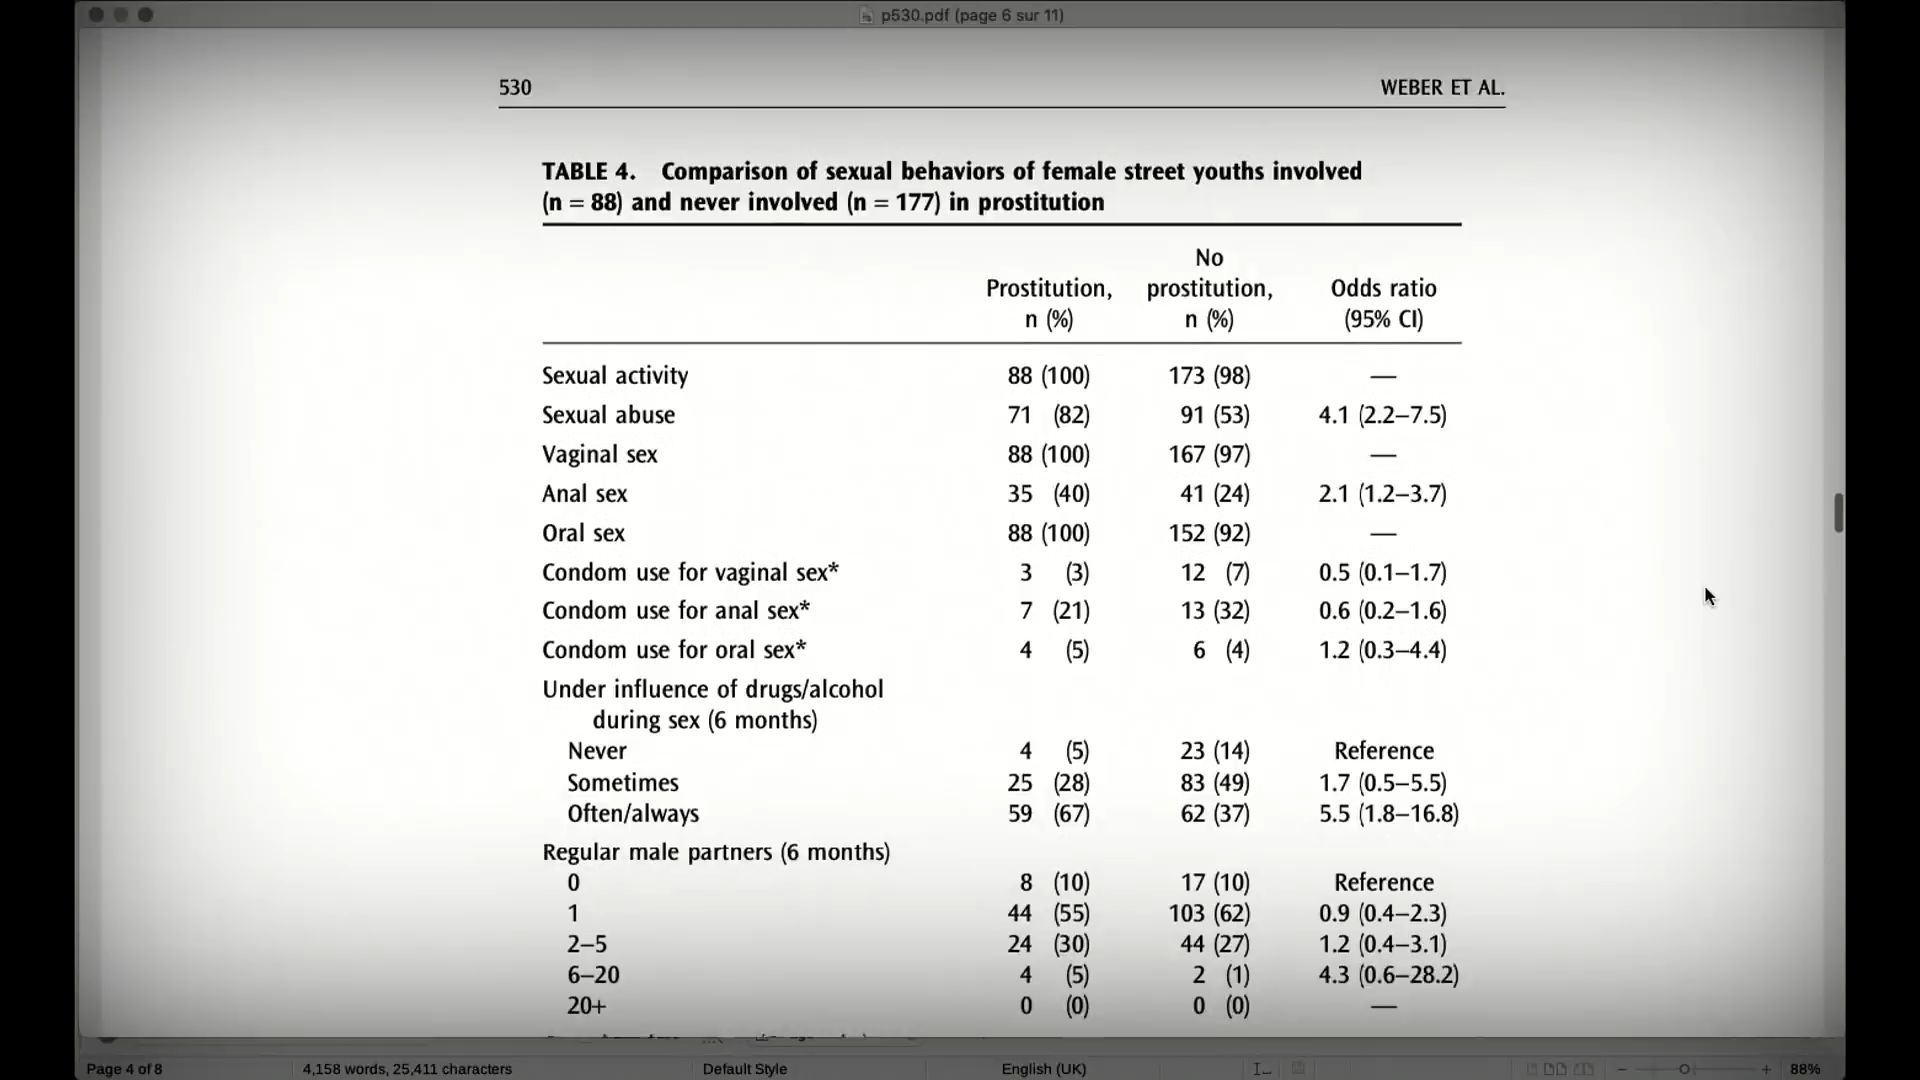 p530.pdf (page 6 sur 11)
530 WEBER ET AL.
TABLE 4. Comparison of sexual behaviors of female street youths involved
(n = 88) and never involved (n = 177) in prostitution
No
Prostitution, prostitution, Odds ratio
n (%) n (%) (95% CI)
Sexual activity 88 (100) 173 (98) —
Sexual abuse 71 (82) 91 (53) 4.1 (2.2–7.5)
Vaginal sex 88 (100) 167 (97) —
Anal sex 35 (40) 41 (24) 2.1 (1.2–3.7)
Oral sex 88 (100) 152 (92) —
Condom use for vaginal sex* 3 (3) 12 (7) 0.5 (0.1–1.7)
Condom use for anal sex* 7 (21) 13 (32) 0.6 (0.2–1.6)
Condom use for oral sex* 4 (5) 6 (4) 1.2 (0.3–4.4)
Under influence of drugs/alcohol
during sex (6 months)
Never 4 (5) 23 (14) Reference
Sometimes 25 (28) 83 (49) 1.7 (0.5–5.5)
Often/always 59 (67) 62 (37) 5.5 (1.8–16.8)
Regular male partners (6 months)
0 8 (10) 17 (10) Reference
1 44 (55) 103 (62) 0.9 (0.4–2.3)
2–5 24 (30) 44 (27) 1.2 (0.4–3.1)
6–20 4 (5) 2 (1) 4.3 (0.6–28.2)
20+ 0 (0) 0 (0) —
Page 4 of 8 4,158 words, 25,411 characters Default Style English (UK) 88%